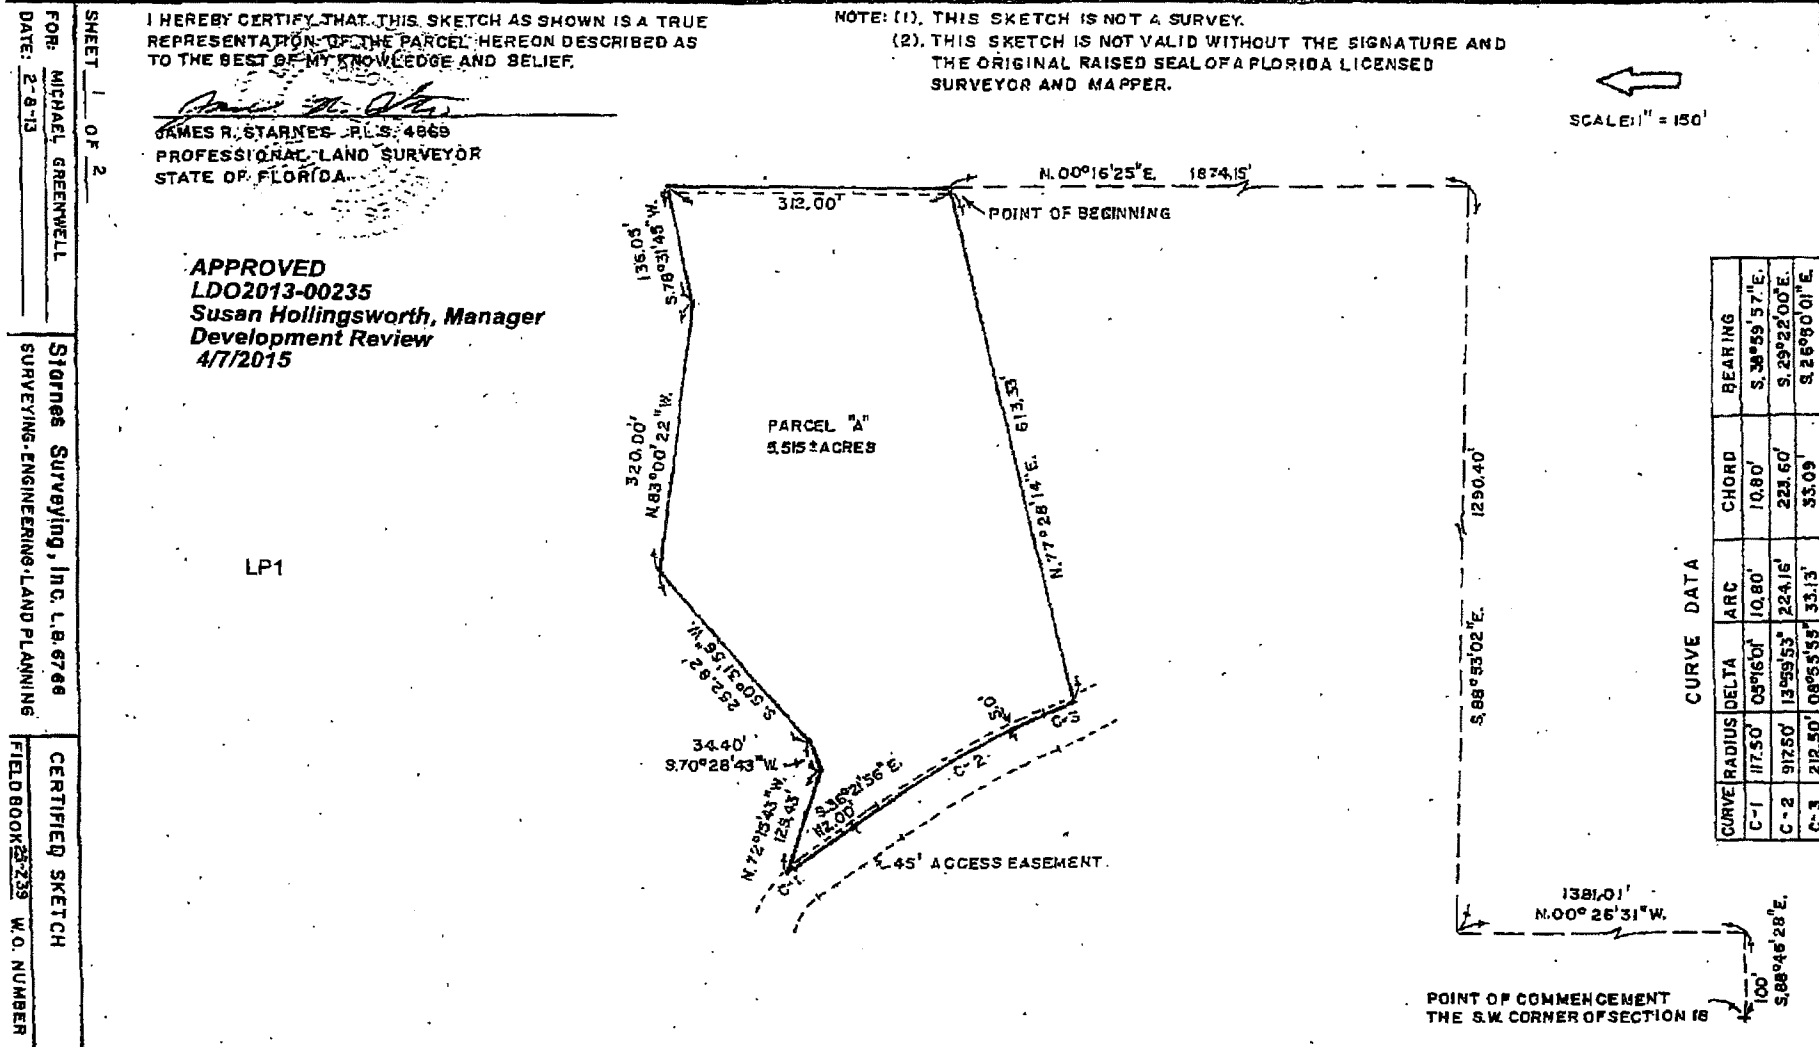 I HEREBY CERTIFY THAT THIS SKETCH AS SHOWN IS A TRUE
REPRESENTATION OF THE PARCEL HEREON DESCRIBED AS
TO THE BEST OF MY KNOWLEDGE AND BELIEF.
JAMES R. STARNES P.L.S. 4869
PROFESSIONAL LAND SURVEYOR
STATE OF FLORIDA
NOTE: (1). THIS SKETCH IS NOT A SURVEY.
(2). THIS SKETCH IS NOT VALID WITHOUT THE SIGNATURE AND
THE ORIGINAL RAISED SEAL OF A FLORIDA LICENSED
SURVEYOR AND MAPPER.
SCALE: 1" = 150'
SHEET 1 OF 2
FOR: MICHAEL GREENWELL
DATE: 2-8-13
Starnes Surveying, Inc. L.B. 6766
SURVEYING-ENGINEERING-LAND PLANNING
CERTIFIED SKETCH
FIELD BOOK W.O. NUMBER
APPROVED
LDO2013-00235
Susan Hollingsworth, Manager
Development Review
4/7/2015
N.00°16'25"E. 1874.15'
312.00'
POINT OF BEGINNING
136.05'
S.78°31'45"W.
320.00'
N.83°00'22"W.
PARCEL "A"
5.515± ACRES
613.33'
N.77°28'14"E.
LP1
252.82'
S.50°31'56"W.
34.40'
S.70°28'43"W.
N.72°15'43"W.
125.43'
S.36°21'56"E.
112.00'
5.0'
C-1
C-2
C-3
45' ACCESS EASEMENT.
1290.40'
S.88°53'02"E.
1381.01'
N.00°26'31"W.
100'
S.88°46'28"E.
POINT OF COMMENCEMENT
THE S.W. CORNER OF SECTION 18
CURVE DATA
CURVE RADIUS DELTA ARC CHORD BEARING
C-1 117.50' 05°16'01" 10.80' 10.80' S.38°59'57"E.
C-2 917.50' 13°59'53" 224.16' 223.60' S.29°22'00"E.
C-3 212.50' 08°55'55" 33.13' 33.09' S.26°50'01"E.